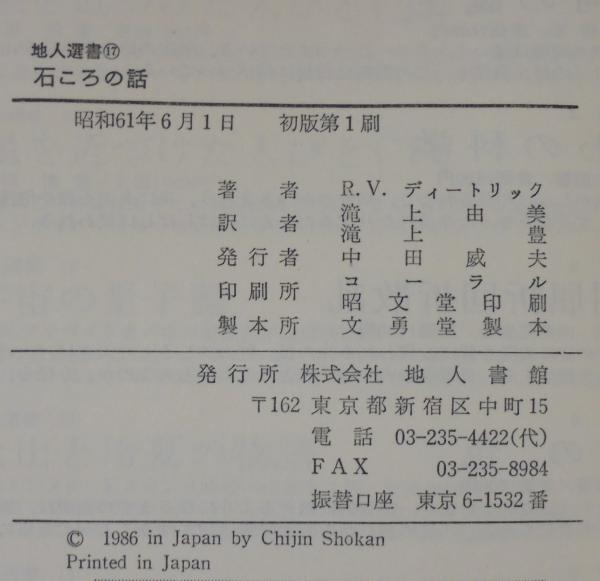 地人選書⑰
石ころの話
昭和61年6月1日 初版第1刷
著者 R.V. ディートリック
訳者 滝上由美
滝上豊
発行者 中田威夫
印刷所 コーラル
昭文堂印刷
製本所 文勇堂製本
発行所 株式会社 地人書館
〒162 東京都新宿区中町15
電話 03-235-4422(代)
FAX 03-235-8984
振替口座 東京6-1532番
© 1986 in Japan by Chijin Shokan
Printed in Japan